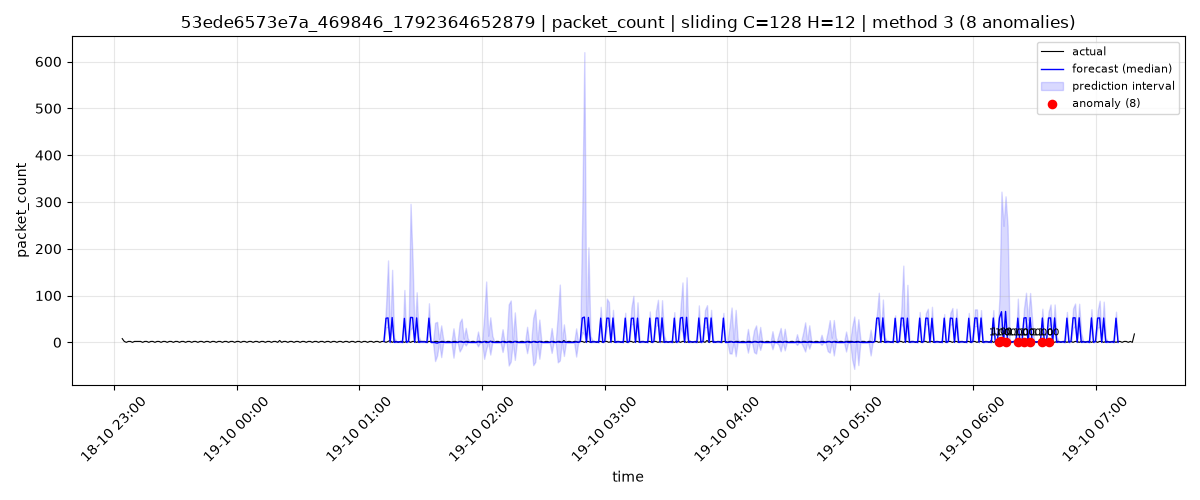 53ede6573e7a_469846_1792364652879 | packet_count | sliding C=128 H=12 | method 3 (8 anomalies)
actual
forecast (median)
prediction interval
anomaly (8)
packet_count
600
500
400
300
200
100
0
18-10 23:00
19-10 00:00
19-10 01:00
19-10 02:00
19-10 03:00
19-10 04:00
19-10 05:00
19-10 06:00
19-10 07:00
time